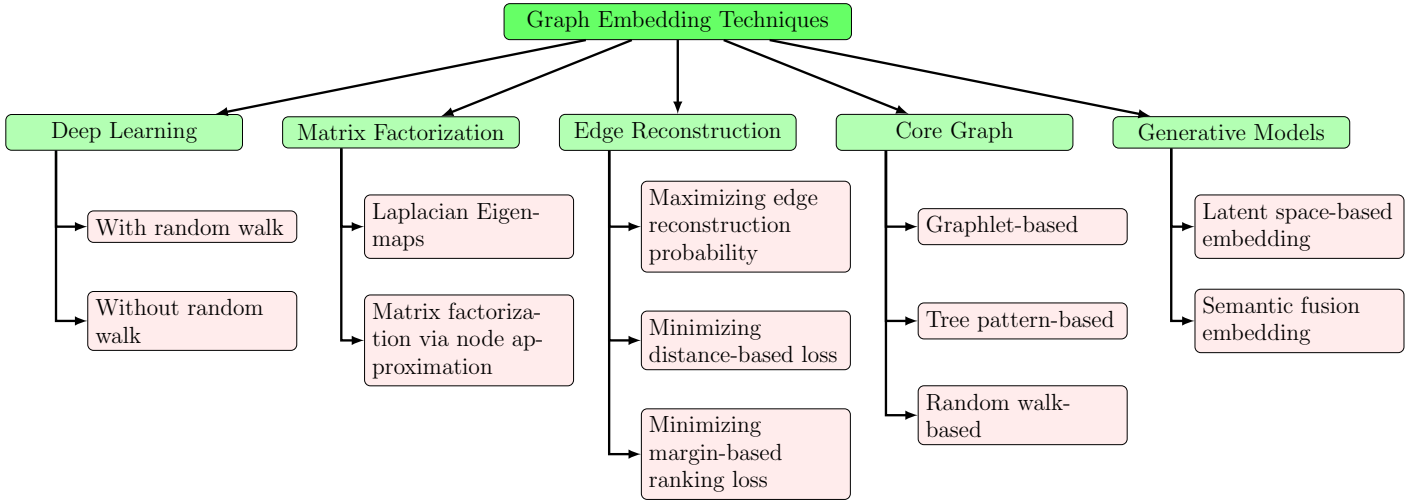 Graph Embedding Techniques
Deep Learning
Matrix Factorization
Edge Reconstruction
Core Graph
Generative Models
With random walk
Without random
walk
Laplacian Eigen-
maps
Matrix factoriza-
tion via node ap-
proximation
Maximizing edge
reconstruction
probability
Minimizing
distance-based loss
Minimizing
margin-based
ranking loss
Graphlet-based
Tree pattern-based
Random walk-
based
Latent space-based
embedding
Semantic fusion
embedding